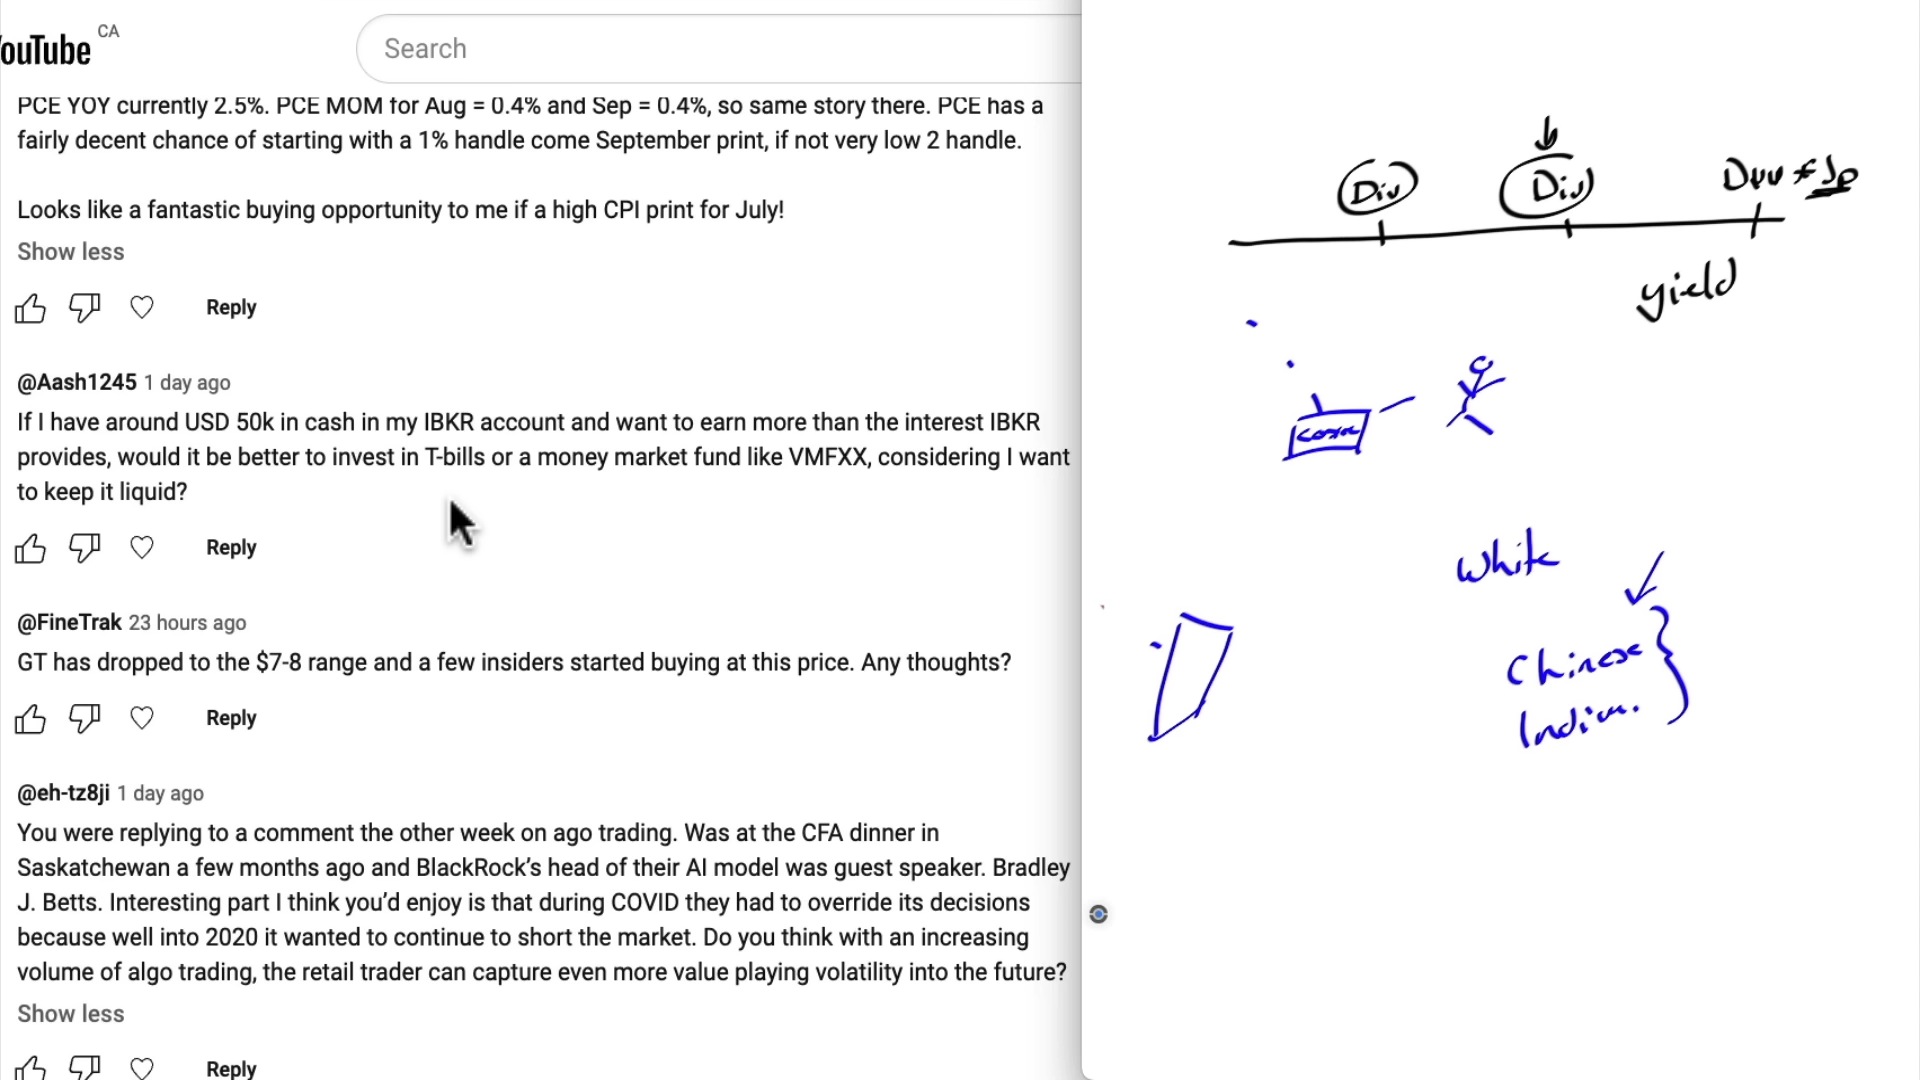 ouTube CA
Search
PCE YOY currently 2.5%. PCE MOM for Aug = 0.4% and Sep = 0.4%, so same story there. PCE has a
fairly decent chance of starting with a 1% handle come September print, if not very low 2 handle.
Looks like a fantastic buying opportunity to me if a high CPI print for July!
Show less
Reply
@Aash1245 1 day ago
If I have around USD 50k in cash in my IBKR account and want to earn more than the interest IBKR
provides, would it be better to invest in T-bills or a money market fund like VMFXX, considering I want
to keep it liquid?
Reply
@FineTrak 23 hours ago
GT has dropped to the $7-8 range and a few insiders started buying at this price. Any thoughts?
Reply
@eh-tz8ji 1 day ago
You were replying to a comment the other week on ago trading. Was at the CFA dinner in
Saskatchewan a few months ago and BlackRock's head of their AI model was guest speaker. Bradley
J. Betts. Interesting part I think you'd enjoy is that during COVID they had to override its decisions
because well into 2020 it wanted to continue to short the market. Do you think with an increasing
volume of algo trading, the retail trader can capture even more value playing volatility into the future?
Show less
Reply
Div Div
yield
White
Chinese